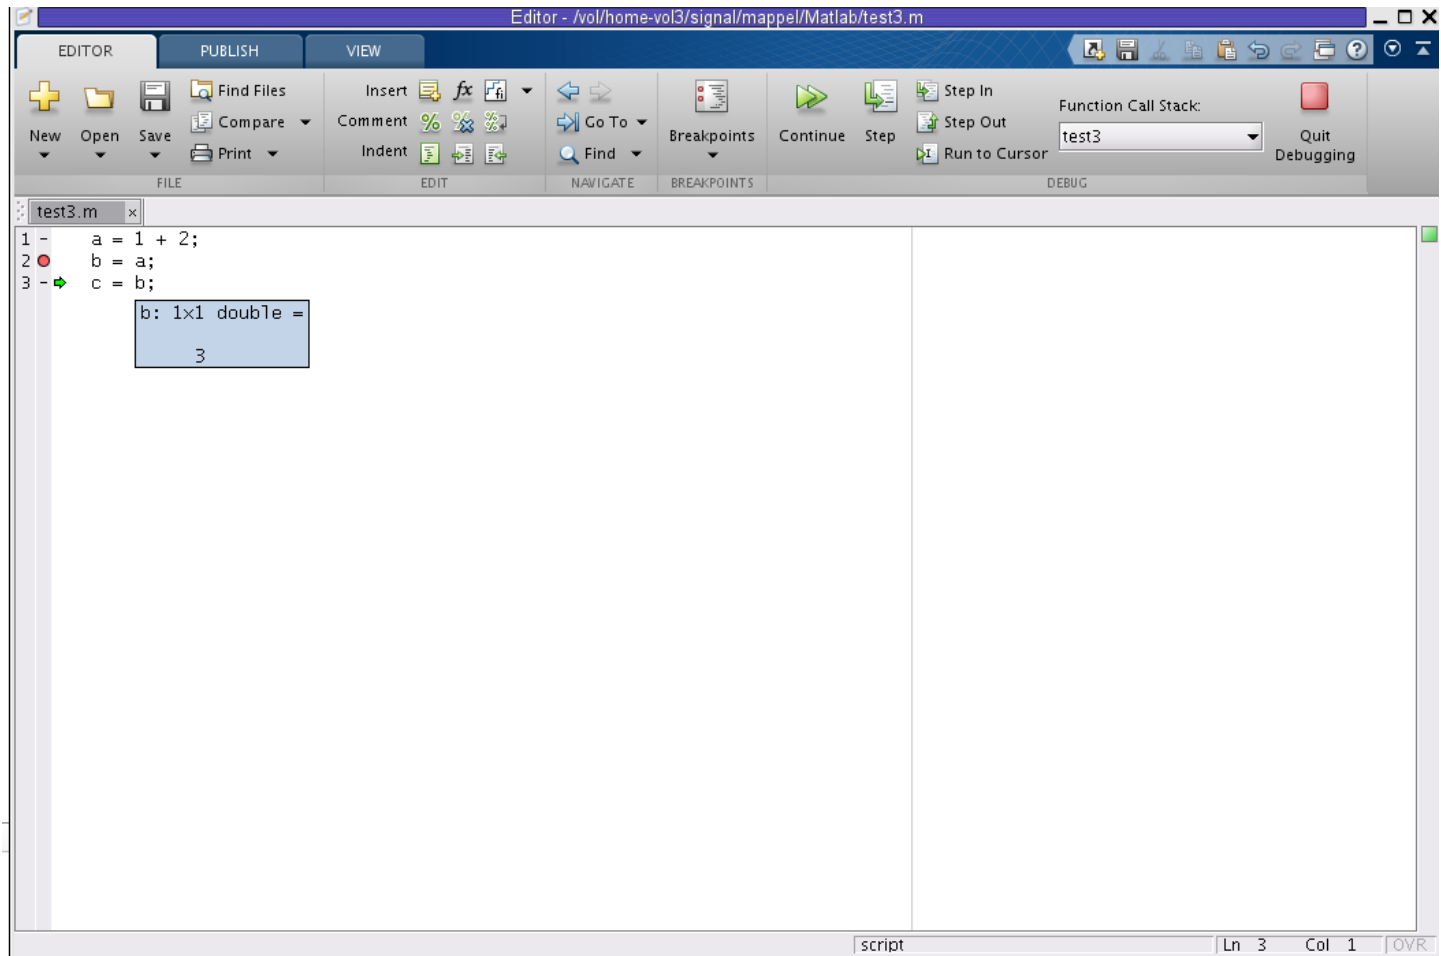 Editor - /vol/home-vol3/signal/mappel/Matlab/test3.m
EDITOR PUBLISH VIEW
New
Open
Save
Find Files
Compare
Print
FILE
Insert fx fi
Comment
Indent
EDIT
Go To
Find
NAVIGATE
Breakpoints
BREAKPOINTS
Continue
Step
Step In
Step Out
Run to Cursor
Function Call Stack:
test3
Quit
Debugging
DEBUG
test3.m ×
1 - a = 1 + 2;
2 b = a;
3 - c = b;
b: 1×1 double =
3
script Ln 3 Col 1 OVR